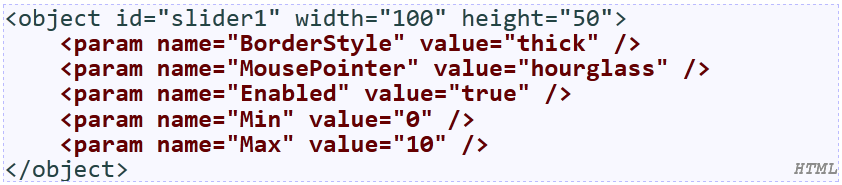 <object id="slider1" width="100" height="50">
    <param name="BorderStyle" value="thick" />
    <param name="MousePointer" value="hourglass" />
    <param name="Enabled" value="true" />
    <param name="Min" value="0" />
    <param name="Max" value="10" />
</object>
HTML